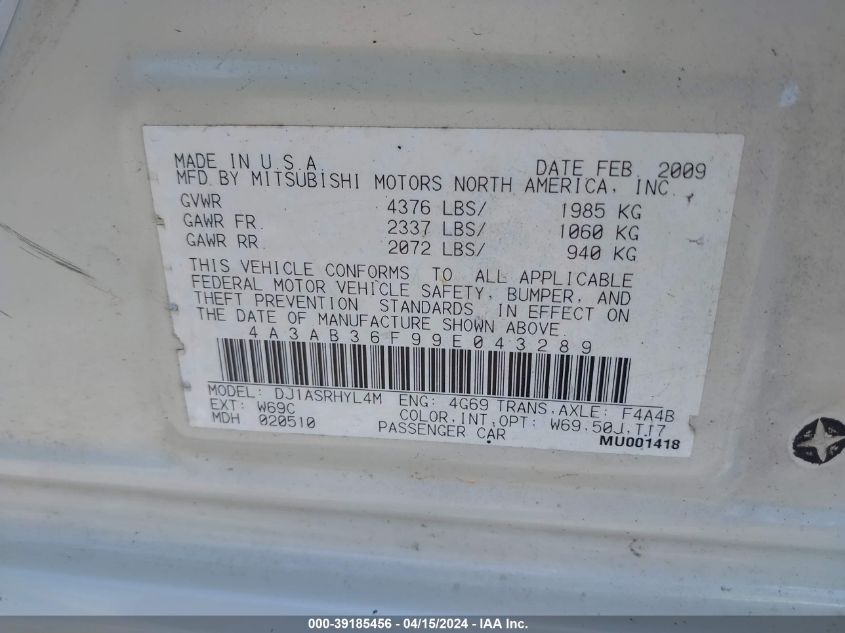 MADE IN U.S.A. DATE FEB. 2009
MFD.BY MITSUBISHI MOTORS NORTH AMERICA, INC.
GVWR 4376 LBS/ 1985 KG
GAWR FR. 2337 LBS/ 1060 KG
GAWR RR. 2072 LBS/ 940 KG
THIS VEHICLE CONFORMS TO ALL APPLICABLE
FEDERAL MOTOR VEHICLE SAFETY, BUMPER, AND
THEFT PREVENTION STANDARDS IN EFFECT ON
THE DATE OF MANUFACTURE SHOWN ABOVE.
4A3AB36F99E043289
MODEL: DJ1ASRHYL4M ENG: 4G69 TRANS.AXLE: F4A4B
EXT: W69C COLOR,INT,OPT: W69.50J.TJ7
MDH 020510 PASSENGER CAR MU001418
000-39185456 - 04/15/2024 - IAA Inc.